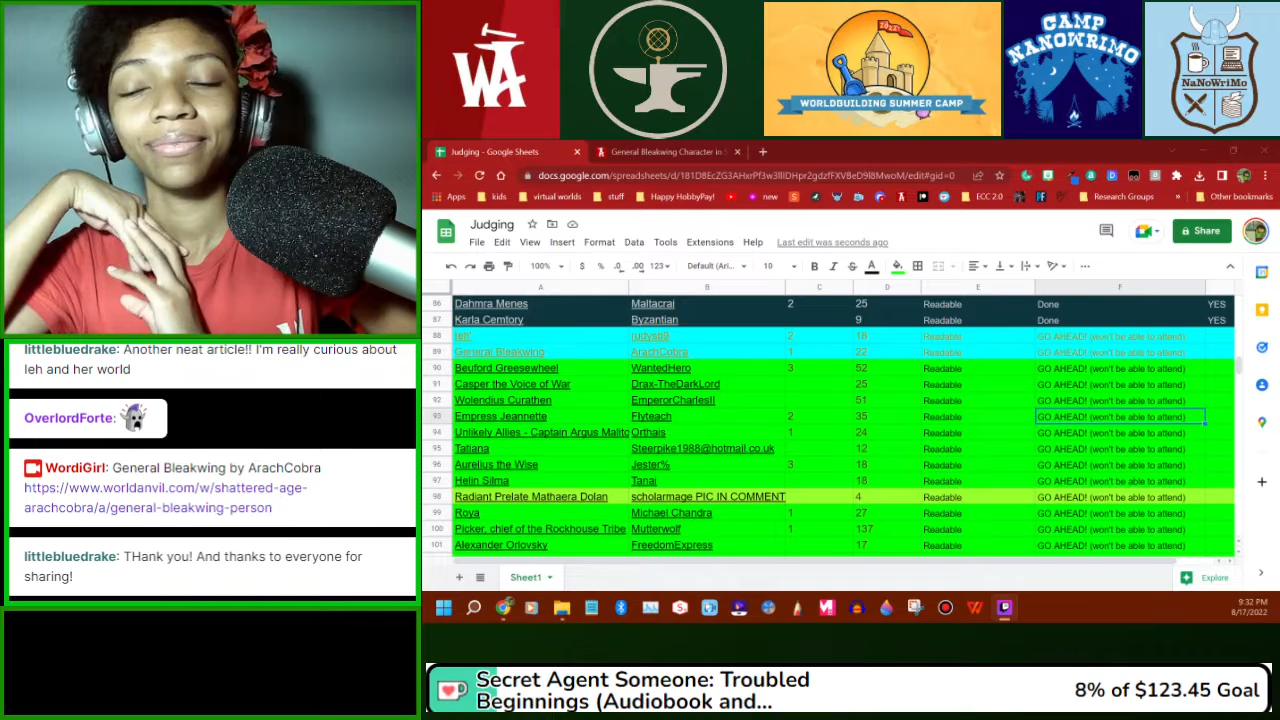 WA
2022!
WORLDBUILDING SUMMER CAMP
CAMP
NANOWRIMO
NaNoWriMo
Judging - Google Sheets
General Bleakwing Character in S
docs.google.com/spreadsheets/d/
/edit#gid=0
Apps
kids
virtual worlds
stuff
Happy HobbyPay!
new
ECC 2.0
Research Groups
»
Other bookmarks
Judging
File Edit View Insert Format Data Tools Extensions Help Last edit was seconds ago
Share
100%
$ % .0 .00 123
Default (Ari...
10
B I S A
86 Dahmra Menes Maltacrai 2 25 Readable Done YES
87 Karla Cemtory Byzantian 9 Readable Done YES
88 leh' rudysb9 2 18 Readable GO AHEAD! (won't be able to attend)
89 General Bleakwing ArachCobra 1 22 Readable GO AHEAD! (won't be able to attend)
90 Beuford Greesewheel WantedHero 3 52 Readable GO AHEAD! (won't be able to attend)
91 Casper the Voice of War Drax-TheDarkLord 25 Readable GO AHEAD! (won't be able to attend)
92 Wolendius Curathen EmperorCharlesII 51 Readable GO AHEAD! (won't be able to attend)
93 Empress Jeannette Flyteach 2 35 Readable GO AHEAD! (won't be able to attend)
94 Unlikely Allies - Captain Argus Malito Orthais 1 24 Readable GO AHEAD! (won't be able to attend)
95 Tatiana Steerpike1988@hotmail.co.uk 12 Readable GO AHEAD! (won't be able to attend)
96 Aurelius the Wise Jester% 3 18 Readable GO AHEAD! (won't be able to attend)
97 Helin Silma Tanai 18 Readable GO AHEAD! (won't be able to attend)
98 Radiant Prelate Mathaera Dolan scholarmage PIC IN COMMENT 4 Readable GO AHEAD! (won't be able to attend)
99 Roya Michael Chandra 1 27 Readable GO AHEAD! (won't be able to attend)
100 Picker, chief of the Rockhouse Tribe Mutterwolf 1 137 Readable GO AHEAD! (won't be able to attend)
101 Alexander Orlovsky FreedomExpress 17 Readable GO AHEAD! (won't be able to attend)
Sheet1
Explore
9:32 PM
8/17/2022
littlebluedrake: Another neat article!! I'm really curious about
leh and her world
OverlordForte:
WordiGirl: General Bleakwing by ArachCobra
https://www.worldanvil.com/w/shattered-age-
arachcobra/a/general-bleakwing-person
littlebluedrake: THank you! And thanks to everyone for
sharing!
Secret Agent Someone: Troubled
Beginnings (Audiobook and...
8% of $123.45 Goal